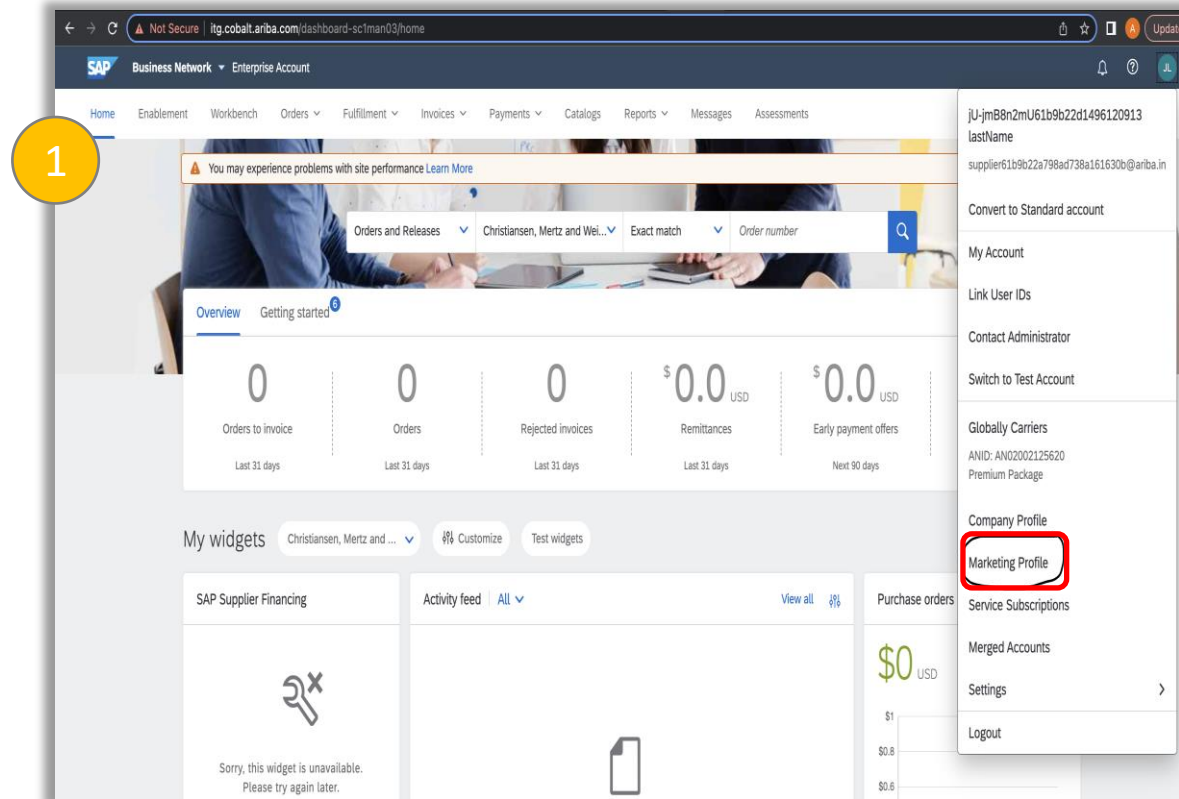 Not Secure | itg.cobalt.ariba.com/dashboard-sc1man03/home
A
SAP Business Network Enterprise Account
JL
Home Enablement Workbench Orders Fulfillment Invoices Payments Catalogs Reports Messages Assessments
1
You may experience problems with site performance Learn More
Orders and Releases Christiansen, Mertz and Wei... Exact match Order number
Overview Getting started 6
0 0 0 $0.0 USD $0.0 USD
Orders to invoice Orders Rejected invoices Remittances Early payment offers
Last 31 days Last 31 days Last 31 days Last 31 days Next 90 days
My widgets Christiansen, Mertz and ... Customize Test widgets
SAP Supplier Financing
Sorry, this widget is unavailable.
Please try again later.
Activity feed All View all
Purchase orders
$0 USD
$1
$0.8
$0.6
jU-jmB8n2mU61b9b22d1496120913
lastName
supplier61b9b22a798ad738a161630b@ariba.in
Convert to Standard account
My Account
Link User IDs
Contact Administrator
Switch to Test Account
Globally Carriers
ANID: AN02002125620
Premium Package
Company Profile
Marketing Profile
Service Subscriptions
Merged Accounts
Settings
Logout